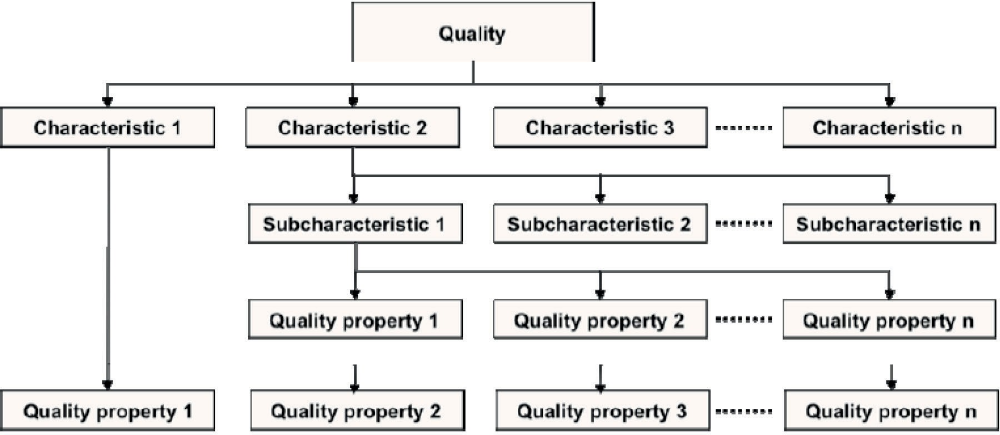 Quality
Characteristic 1
Characteristic 2
Characteristic 3
Characteristic n
Subcharacteristic 1
Subcharacteristic 2
Subcharacteristic n
Quality property 1
Quality property 2
Quality property n
Quality property 1
Quality property 2
Quality property 3
Quality property n